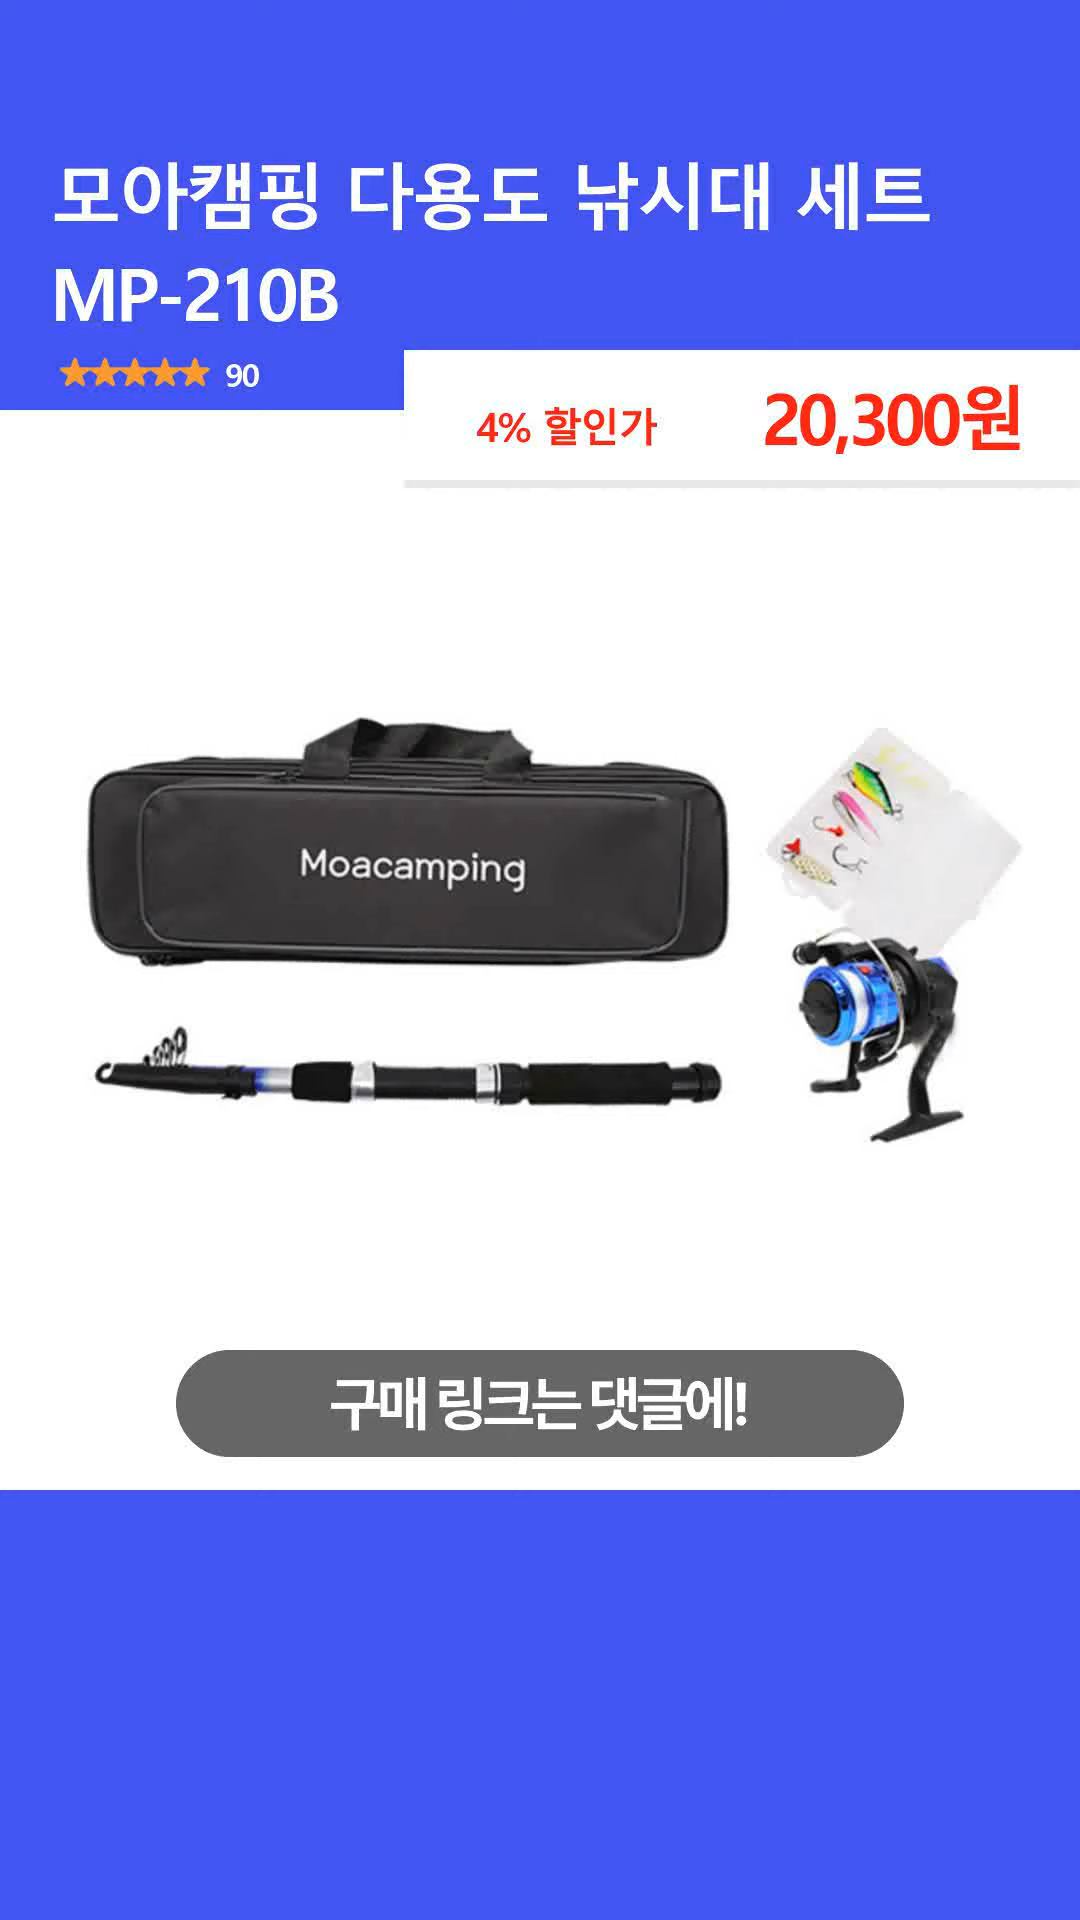 모아캠핑 다용도 낚시대 세트
MP-210B
★★★★★ 90
4% 할인가 20,300원
Moacamping
구매 링크는 댓글에!